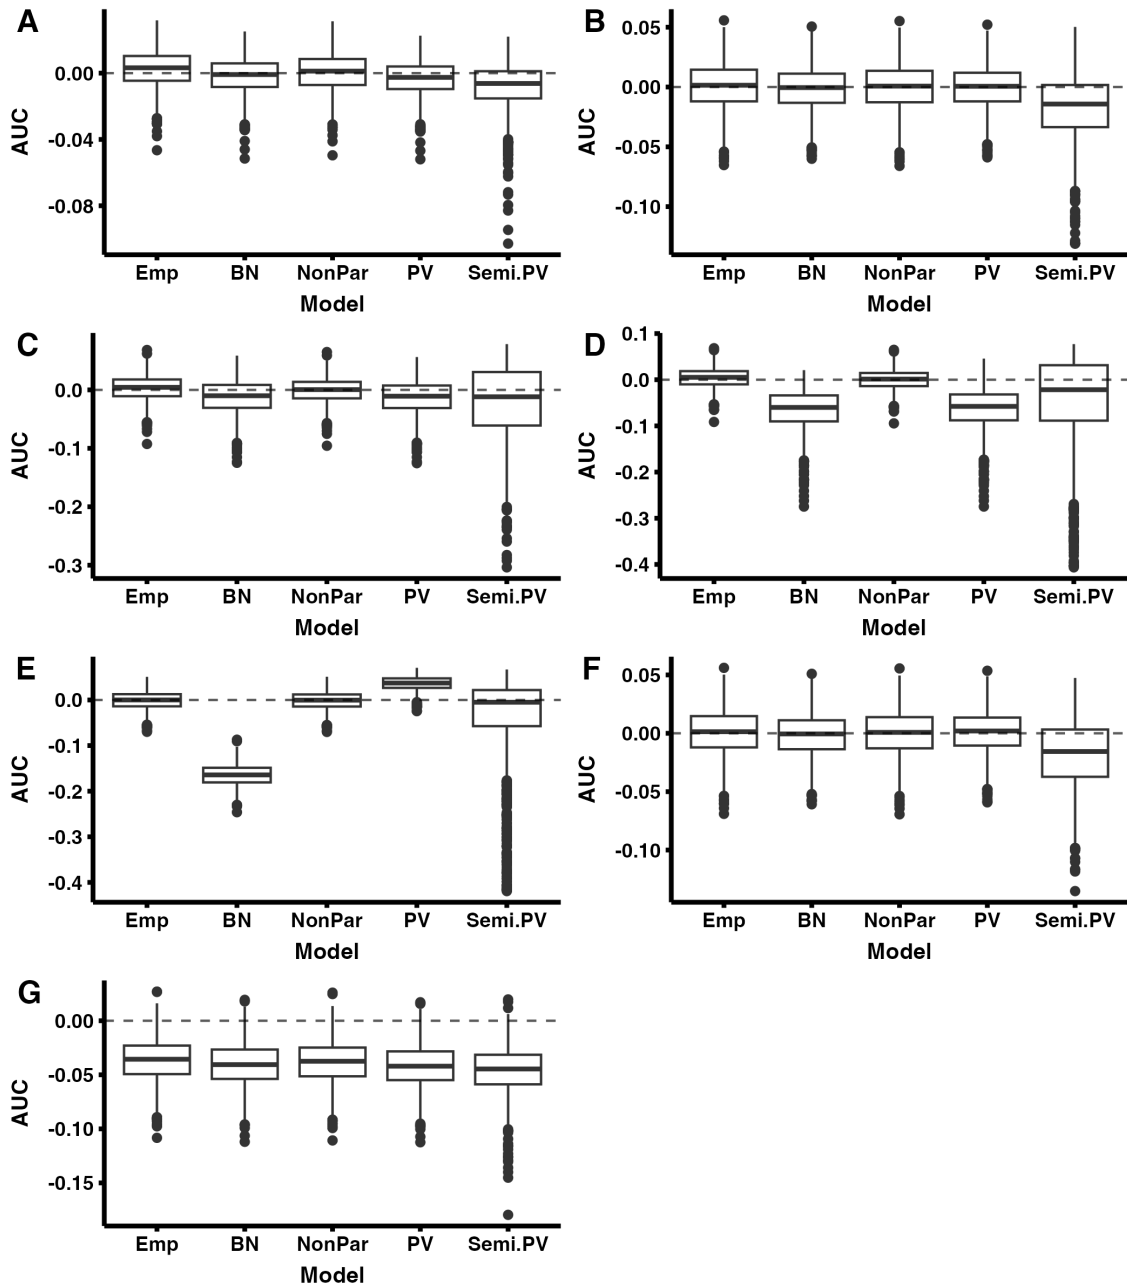 A
AUC
0.00
-0.04
-0.08
Emp BN NonPar PV Semi.PV
Model
B
AUC
0.05
0.00
-0.05
-0.10
Emp BN NonPar PV Semi.PV
Model
C
AUC
0.0
-0.1
-0.2
-0.3
Emp BN NonPar PV Semi.PV
Model
D
AUC
0.1
0.0
-0.1
-0.2
-0.3
-0.4
Emp BN NonPar PV Semi.PV
Model
E
AUC
0.0
-0.1
-0.2
-0.3
-0.4
Emp BN NonPar PV Semi.PV
Model
F
AUC
0.05
0.00
-0.05
-0.10
Emp BN NonPar PV Semi.PV
Model
G
AUC
0.00
-0.05
-0.10
-0.15
Emp BN NonPar PV Semi.PV
Model